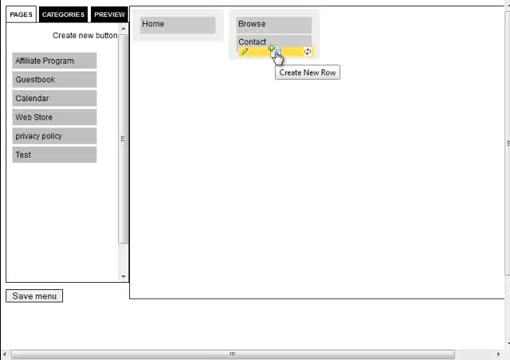 PAGES CATEGORIES PREVIEW
Create new button
Affiliate Program
Guestbook
Calendar
Web Store
privacy policy
Test
Save menu
Home
Browse
Contact
Create New Row